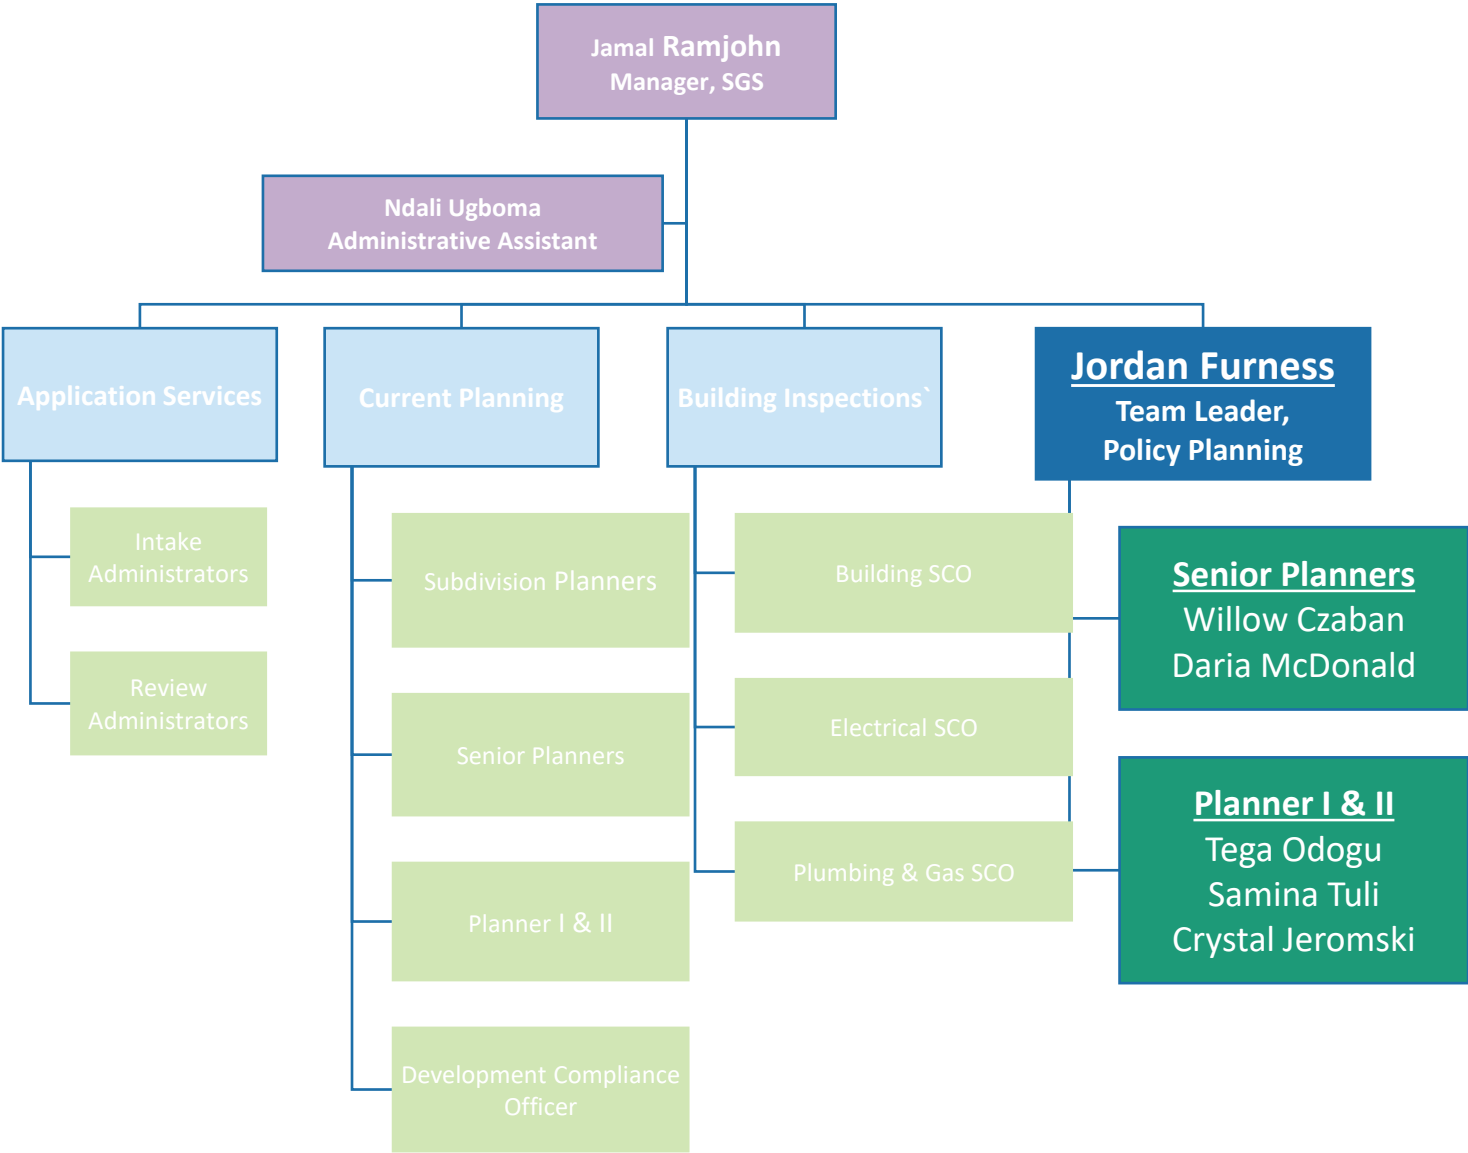 Jamal Ramjohn
Manager, SGS
Ndali Ugboma
Administrative Assistant
Application Services
Intake
Administrators
Review
Administrators
Current Planning
Subdivision Planners
Senior Planners
Planner I & II
Development Compliance
Officer
Building Inspections`
Building SCO
Electrical SCO
Plumbing & Gas SCO
Jordan Furness
Team Leader,
Policy Planning
Senior Planners
Willow Czaban
Daria McDonald
Planner I & II
Tega Odogu
Samina Tuli
Crystal Jeromski